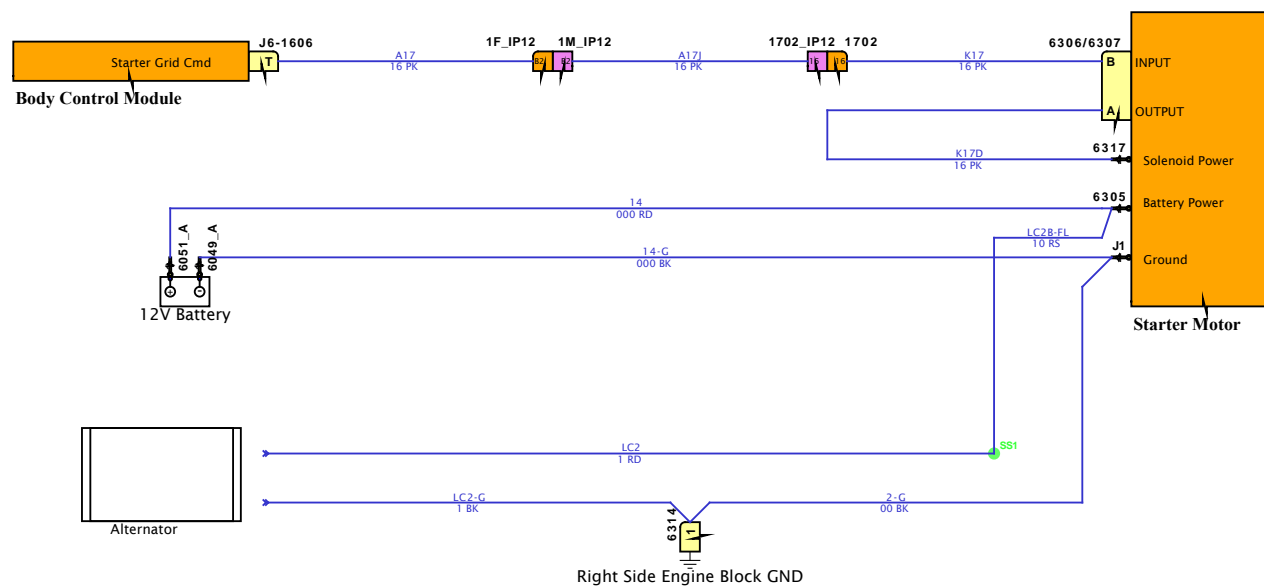 J6-1606
1F_IP12
1M_IP12
1702_IP12
1702
6306/6307
Starter Grid Cmd
T
A17
16 PK
B2
B2
A17J
16 PK
16
16
K17
16 PK
B
INPUT
Body Control Module
A
OUTPUT
6317
K17D
16 PK
Solenoid Power
6305
14
000 RD
Battery Power
6051_A
6049_A
LC2B-FL
10 RS
14-G
000 BK
J1
Ground
+
-
12V Battery
Starter Motor
LC2
1 RD
SS1
LC2-G
1 BK
2-G
00 BK
6314
1
Alternator
Right Side Engine Block GND